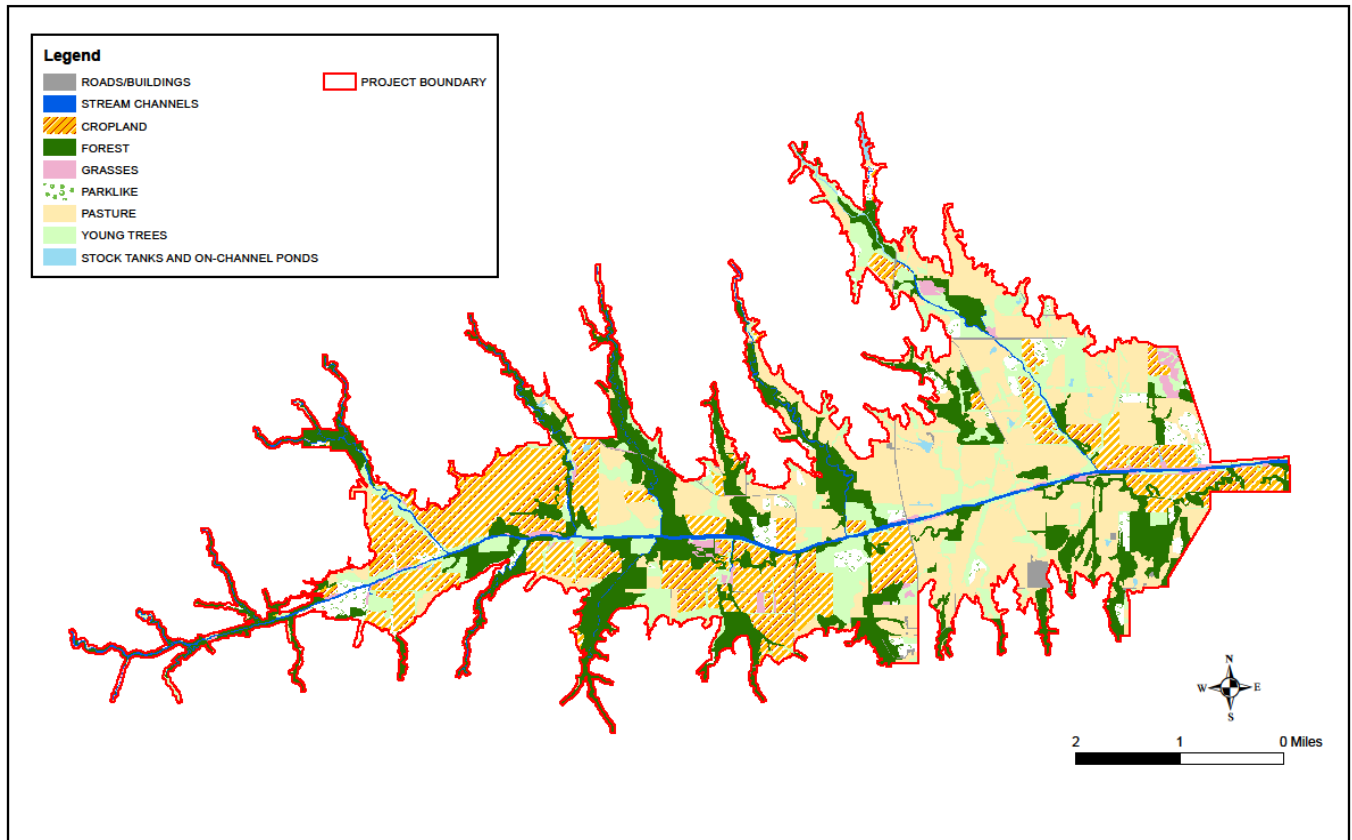 Legend
ROADS/BUILDINGS
PROJECT BOUNDARY
STREAM CHANNELS
CROPLAND
FOREST
GRASSES
PARKLIKE
PASTURE
YOUNG TREES
STOCK TANKS AND ON-CHANNEL PONDS
N
W E
S
2 1 0 Miles